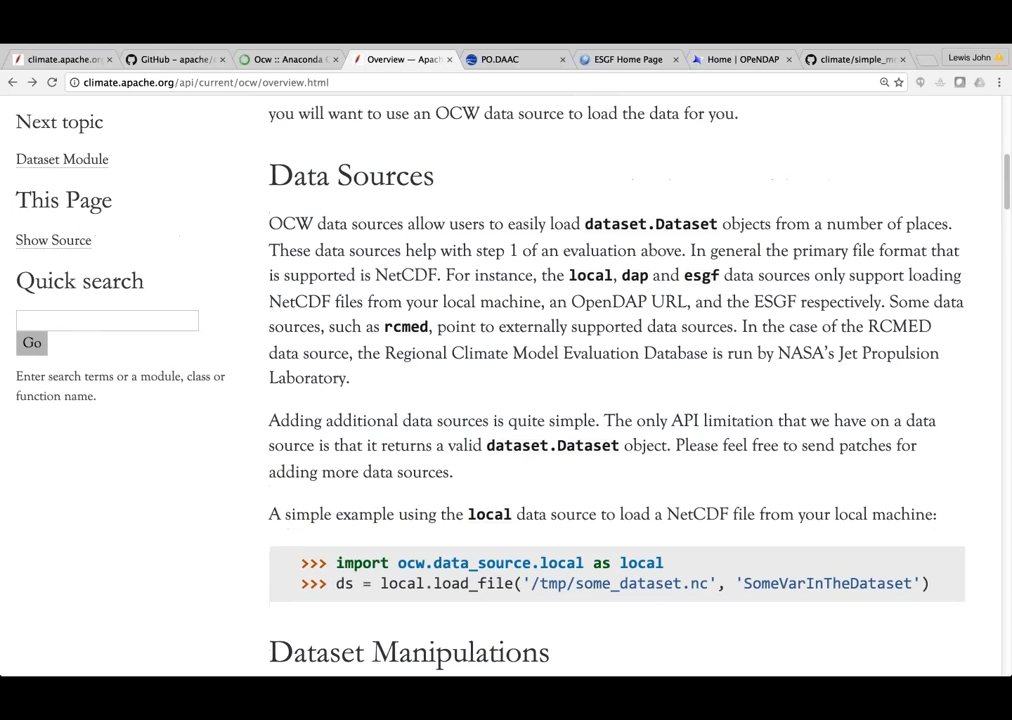 climate.apache.or
GitHub – apache/c
Ocw :: Anaconda C
Overview — Apach
PO.DAAC
ESGF Home Page
Home | OPeNDAP
climate/simple_mo
Lewis John
climate.apache.org/api/current/ocw/overview.html
Next topic
Dataset Module
This Page
Show Source
Quick search
Go
Enter search terms or a module, class or
function name.
you will want to use an OCW data source to load the data for you.
Data Sources
OCW data sources allow users to easily load dataset.Dataset objects from a number of places.
These data sources help with step 1 of an evaluation above. In general the primary file format that
is supported is NetCDF. For instance, the local, dap and esgf data sources only support loading
NetCDF files from your local machine, an OpenDAP URL, and the ESGF respectively. Some data
sources, such as rcmed, point to externally supported data sources. In the case of the RCMED
data source, the Regional Climate Model Evaluation Database is run by NASA's Jet Propulsion
Laboratory.
Adding additional data sources is quite simple. The only API limitation that we have on a data
source is that it returns a valid dataset.Dataset object. Please feel free to send patches for
adding more data sources.
A simple example using the local data source to load a NetCDF file from your local machine:
>>> import ocw.data_source.local as local
>>> ds = local.load_file('/tmp/some_dataset.nc', 'SomeVarInTheDataset')
Dataset Manipulations